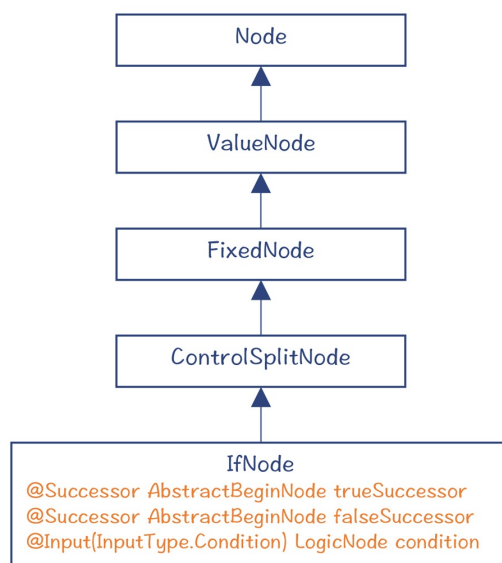 Node
ValueNode
FixedNode
ControlSplitNode
IfNode
@Successor AbstractBeginNode trueSuccessor
@Successor AbstractBeginNode falseSuccessor
@Input(InputType.Condition) LogicNode condition